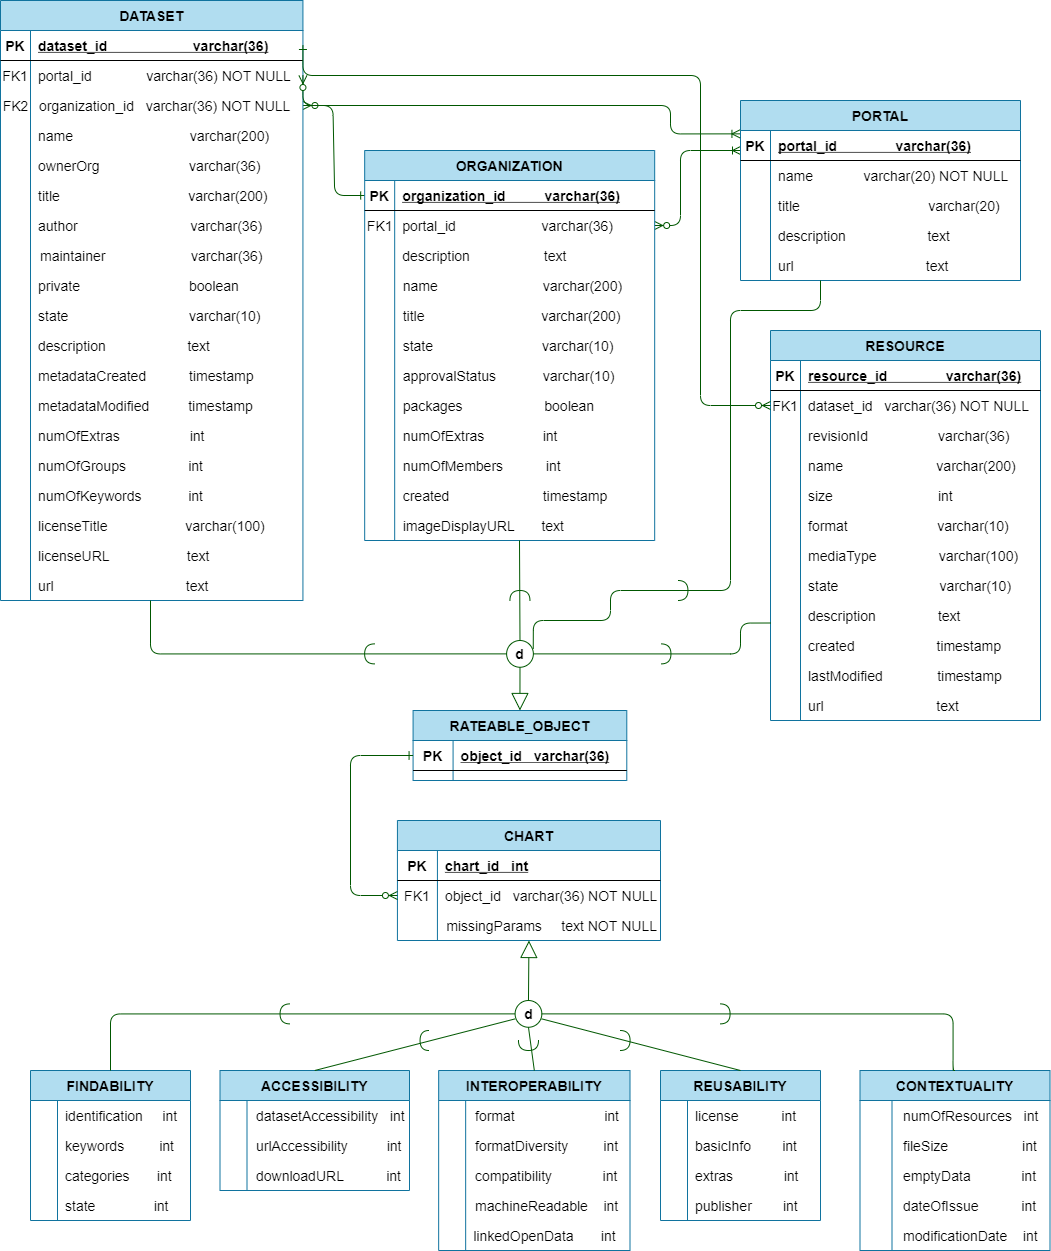 DATASET
PK dataset_id varchar(36)
FK1 portal_id varchar(36) NOT NULL
FK2 organization_id varchar(36) NOT NULL
name varchar(200)
ownerOrg varchar(36)
title varchar(200)
author varchar(36)
maintainer varchar(36)
private boolean
state varchar(10)
description text
metadataCreated timestamp
metadataModified timestamp
numOfExtras int
numOfGroups int
numOfKeywords int
licenseTitle varchar(100)
licenseURL text
url text
ORGANIZATION
PK organization_id varchar(36)
FK1 portal_id varchar(36)
description text
name varchar(200)
title varchar(200)
state varchar(10)
approvalStatus varchar(10)
packages boolean
numOfExtras int
numOfMembers int
created timestamp
imageDisplayURL text
PORTAL
PK portal_id varchar(36)
name varchar(20) NOT NULL
title varchar(20)
description text
url text
RESOURCE
PK resource_id varchar(36)
FK1 dataset_id varchar(36) NOT NULL
revisionId varchar(36)
name varchar(200)
size int
format varchar(10)
mediaType varchar(100)
state varchar(10)
description text
created timestamp
lastModified timestamp
url text
d
RATEABLE_OBJECT
PK object_id varchar(36)
CHART
PK chart_id int
FK1 object_id varchar(36) NOT NULL
missingParams text NOT NULL
d
FINDABILITY
identification int
keywords int
categories int
state int
ACCESSIBILITY
datasetAccessibility int
urlAccessibility int
downloadURL int
INTEROPERABILITY
format int
formatDiversity int
compatibility int
machineReadable int
linkedOpenData int
REUSABILITY
license int
basicInfo int
extras int
publisher int
CONTEXTUALITY
numOfResources int
fileSize int
emptyData int
dateOfIssue int
modificationDate int